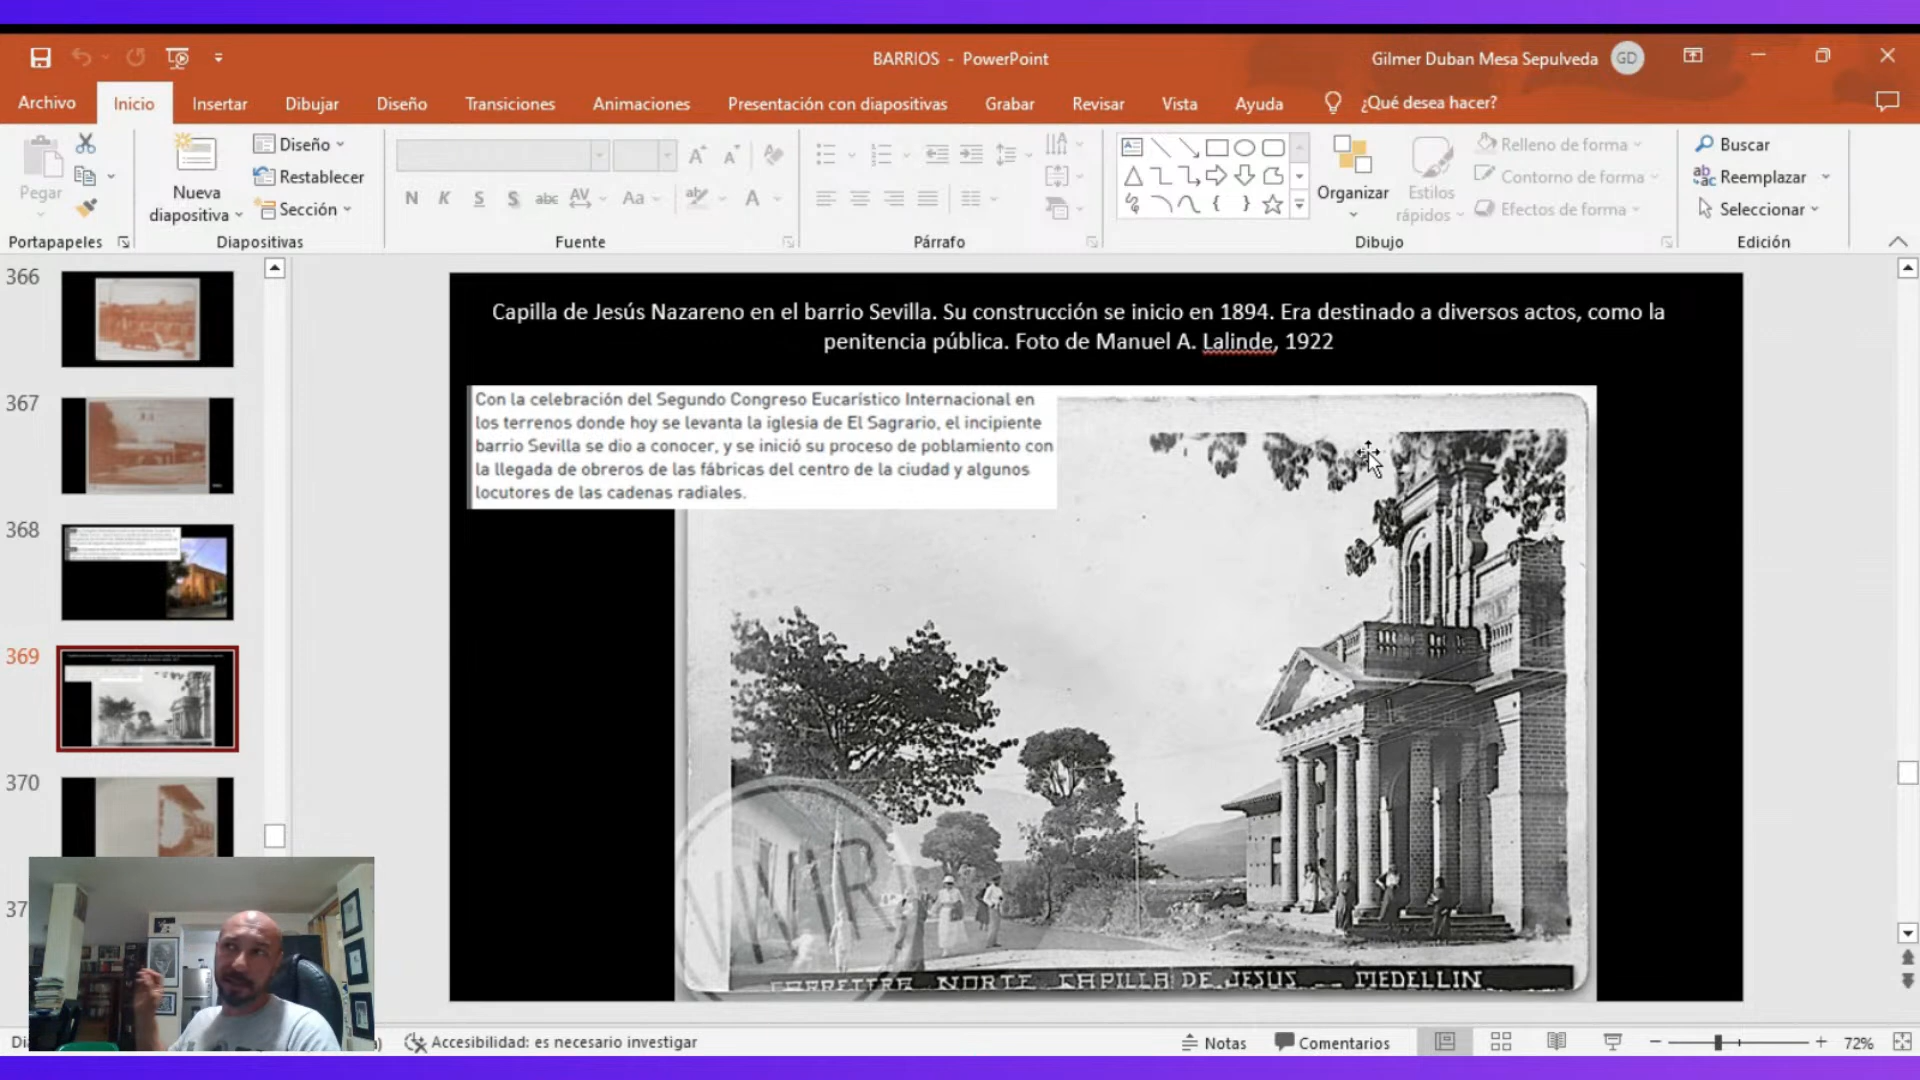 BARRIOS - PowerPoint
Gilmer Duban Mesa Sepulveda
GD
Archivo
Inicio
Insertar
Dibujar
Diseño
Transiciones
Animaciones
Presentación con diapositivas
Grabar
Revisar
Vista
Ayuda
¿Qué desea hacer?
Pegar
Nueva
diapositiva
Diseño
Restablecer
Sección
N K S S abc AV Aa A
Organizar
Estilos
rápidos
Relleno de forma
Contorno de forma
Efectos de forma
Buscar
Reemplazar
Seleccionar
Portapapeles
Diapositivas
Fuente
Párrafo
Dibujo
Edición
366
367
368
369
370
37
Capilla de Jesús Nazareno en el barrio Sevilla. Su construcción se inicio en 1894. Era destinado a diversos actos, como la
penitencia pública. Foto de Manuel A. Lalinde, 1922
Con la celebración del Segundo Congreso Eucarístico Internacional en
los terrenos donde hoy se levanta la iglesia de El Sagrario, el incipiente
barrio Sevilla se dio a conocer, y se inició su proceso de poblamiento con
la llegada de obreros de las fábricas del centro de la ciudad y algunos
locutores de las cadenas radiales.
CARRETERA NORTE CAPILLA DE JESUS -- MEDELLIN
Accesibilidad: es necesario investigar
Notas
Comentarios
72%